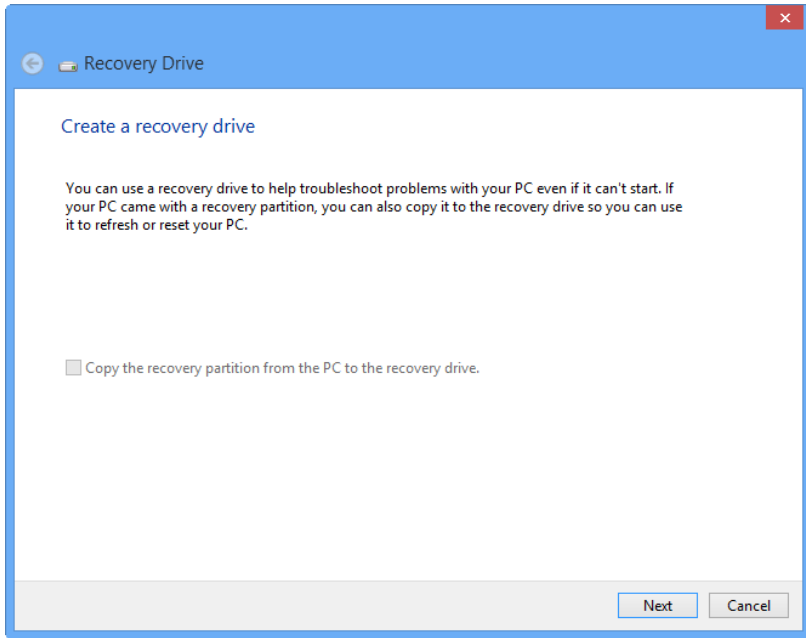 Recovery Drive
Create a recovery drive
You can use a recovery drive to help troubleshoot problems with your PC even if it can't start. If
your PC came with a recovery partition, you can also copy it to the recovery drive so you can use
it to refresh or reset your PC.
Copy the recovery partition from the PC to the recovery drive.
Next Cancel